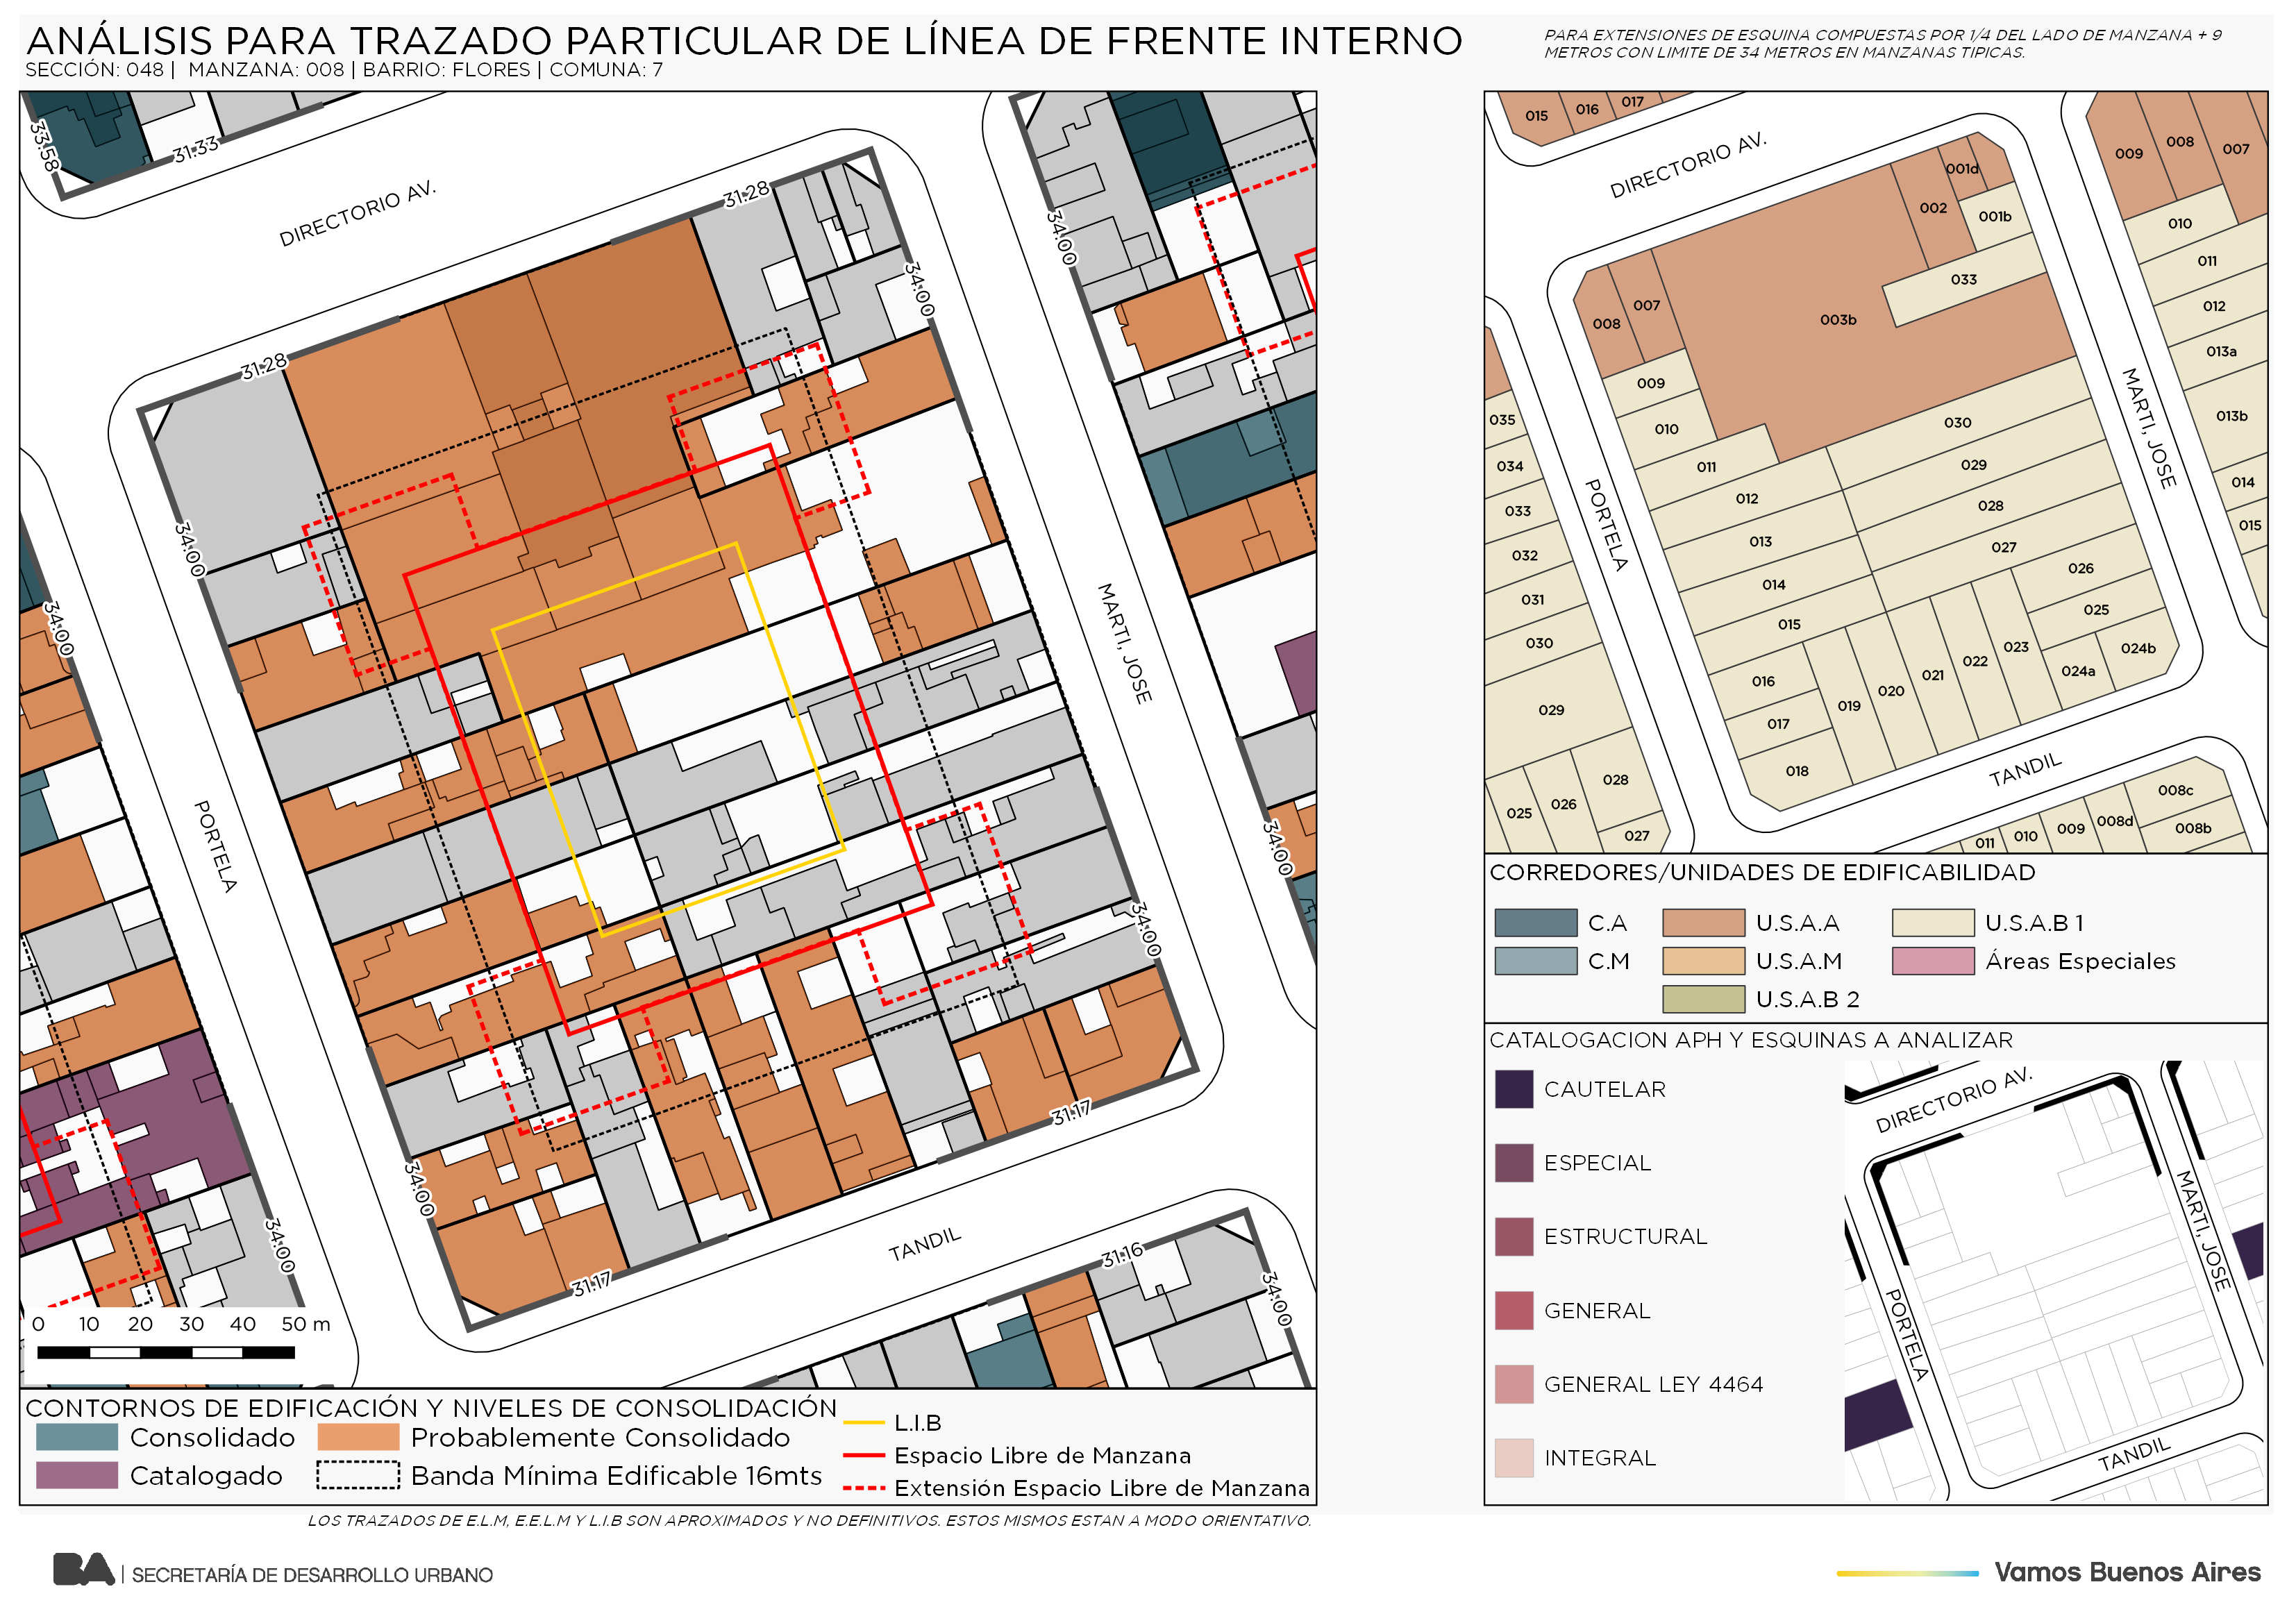 ANÁLISIS PARA TRAZADO PARTICULAR DE LÍNEA DE FRENTE INTERNO
SECCIÓN: 048 | MANZANA: 008 | BARRIO: FLORES | COMUNA: 7
PARA EXTENSIONES DE ESQUINA COMPUESTAS POR 1/4 DEL LADO DE MANZANA + 9
METROS CON LIMITE DE 34 METROS EN MANZANAS TIPICAS.
33.58
31.33
DIRECTORIO AV.
31.28
31.28
34.00
34.00
34.00
34.00
34.00
34.00
34.00
34.00
34.00
31.17
31.17
31.16
34.00
PORTELA
MARTI, JOSE
TANDIL
0 10 20 30 40 50 m
CONTORNOS DE EDIFICACIÓN Y NIVELES DE CONSOLIDACIÓN
Consolidado
Probablemente Consolidado
Catalogado
Banda Mínima Edificable 16mts
L.I.B
Espacio Libre de Manzana
Extensión Espacio Libre de Manzana
LOS TRAZADOS DE E.L.M, E.E.L.M Y L.I.B SON APROXIMADOS Y NO DEFINITIVOS. ESTOS MISMOS ESTAN A MODO ORIENTATIVO.
015
016
017
DIRECTORIO AV.
009
008
007
001d
002
001b
010
033
011
008
007
003b
012
009
013a
010
035
030
013b
034
011
029
012
014
033
028
015
013
027
032
014
026
031
015
025
030
016
023
024b
022
024a
021
020
019
029
017
018
028
026
025
027
008c
008d
008b
009
010
011
PORTELA
MARTI, JOSE
TANDIL
CORREDORES/UNIDADES DE EDIFICABILIDAD
C.A
U.S.A.A
U.S.A.B 1
C.M
U.S.A.M
Áreas Especiales
U.S.A.B 2
CATALOGACION APH Y ESQUINAS A ANALIZAR
CAUTELAR
ESPECIAL
ESTRUCTURAL
GENERAL
GENERAL LEY 4464
INTEGRAL
DIRECTORIO AV.
MARTI, JOSE
PORTELA
TANDIL
BA | SECRETARÍA DE DESARROLLO URBANO
Vamos Buenos Aires